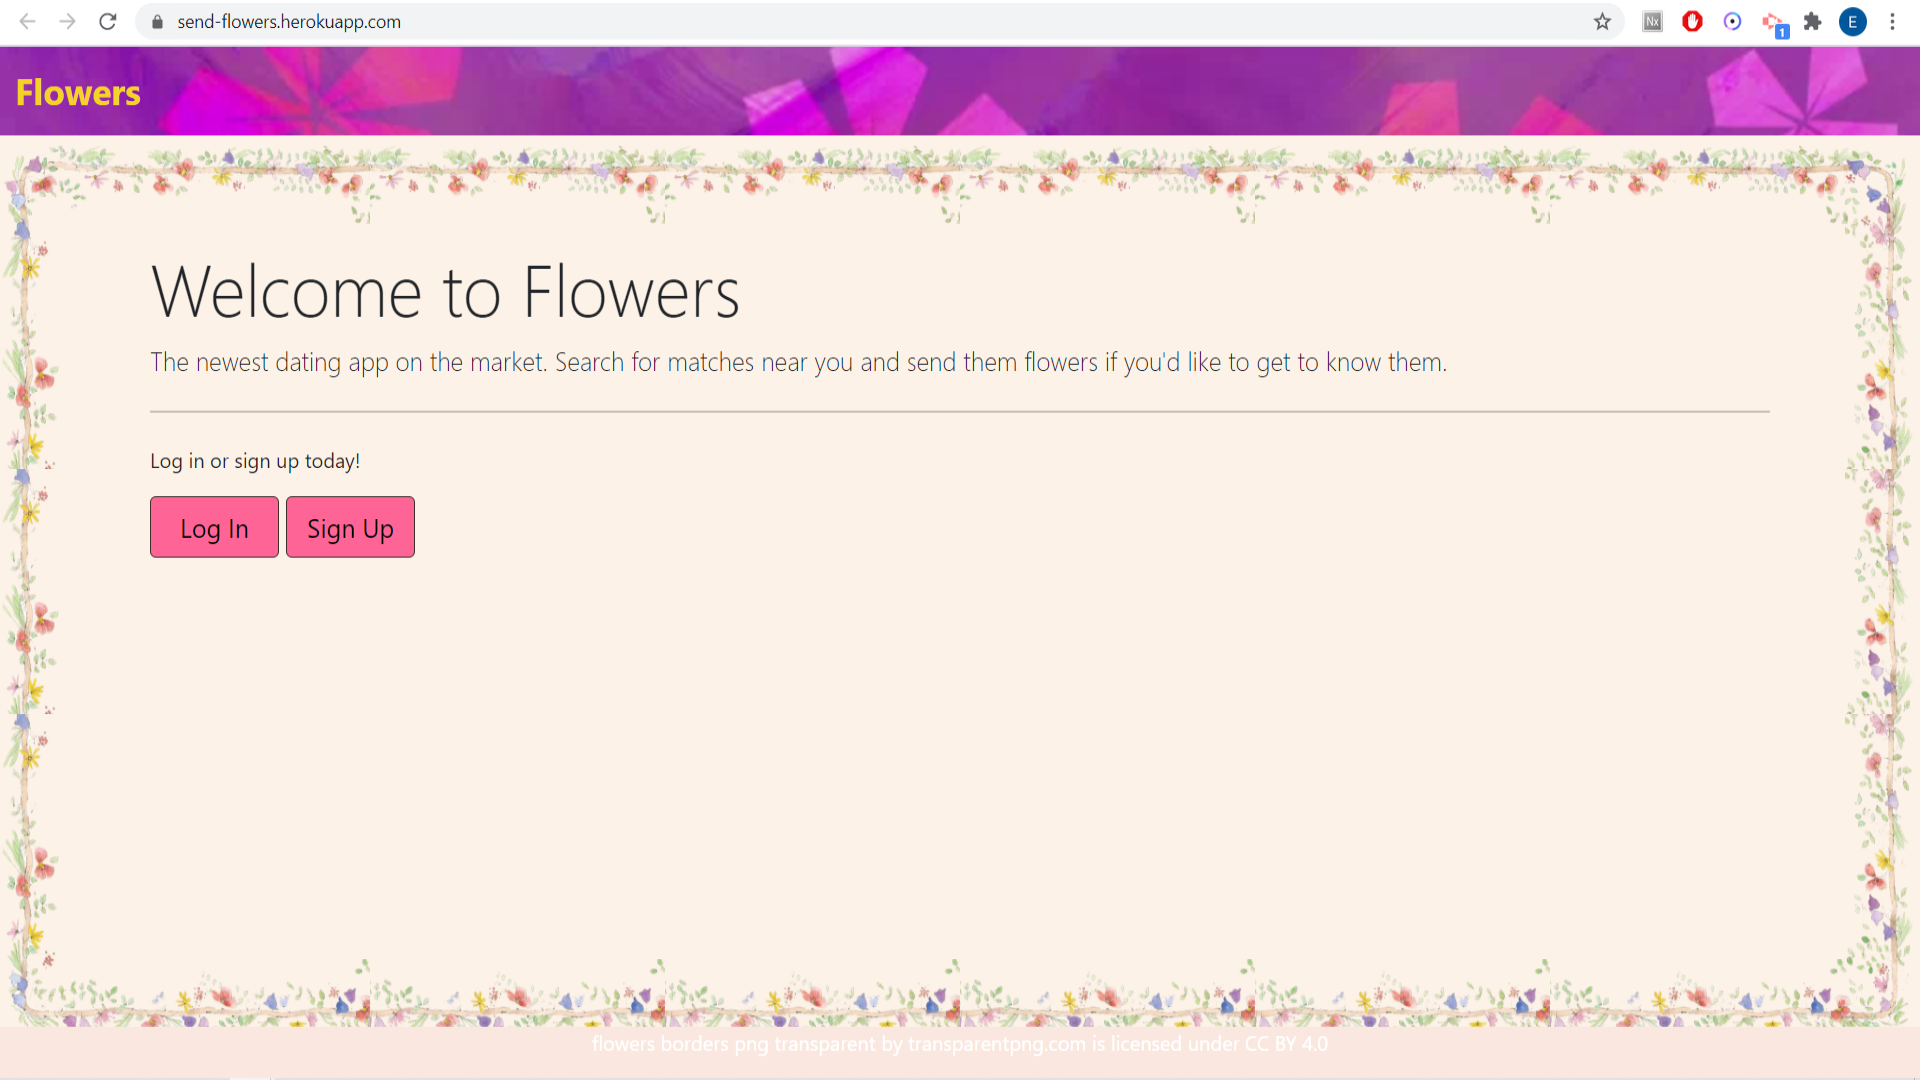 send-flowers.herokuapp.com
Nx
1
E
Flowers
Welcome to Flowers
The newest dating app on the market. Search for matches near you and send them flowers if you'd like to get to know them.
Log in or sign up today!
Log In Sign Up
flowers borders png transparent by transparentpng.com is licensed under CC BY 4.0